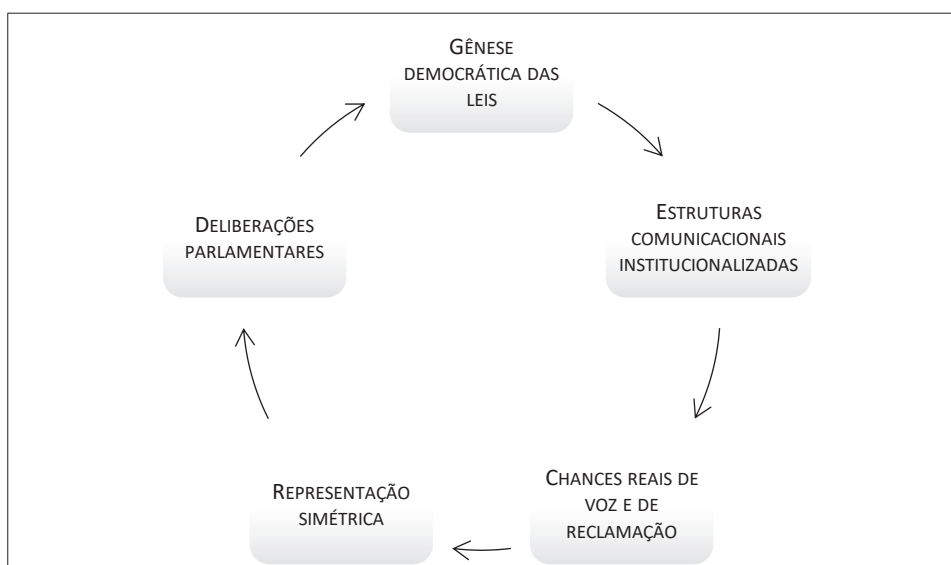 GÊNESE
DEMOCRÁTICA DAS
LEIS
ESTRUTURAS
COMUNICACIONAIS
INSTITUCIONALIZADAS
CHANCES REAIS DE
VOZ E DE
RECLAMAÇÃO
REPRESENTAÇÃO
SIMÉTRICA
DELIBERAÇÕES
PARLAMENTARES